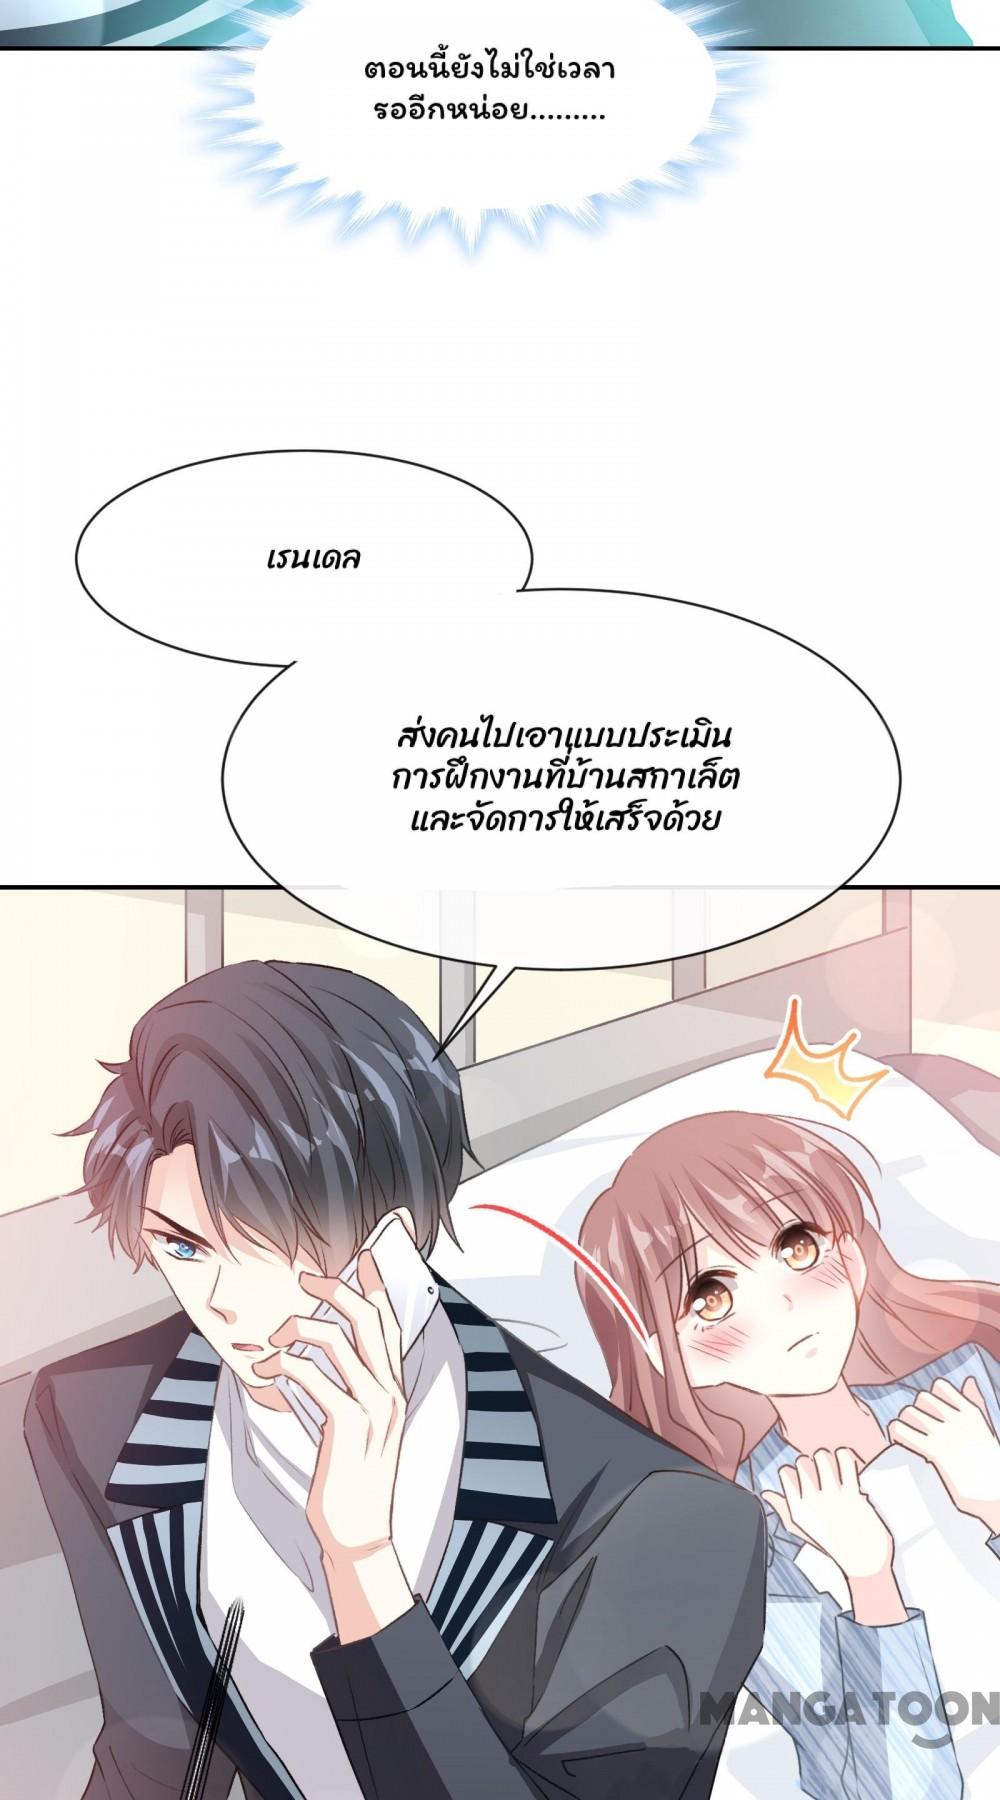 ตอนนี้ยังไม่ใช่เวลา
รออีกหน่อย.........
เรนเดล
ส่งคนไปเอาแบบประเมิน
การฝึกงานที่บ้านสกาเล็ต
และจัดการให้เสร็จด้วย
MANGATOON